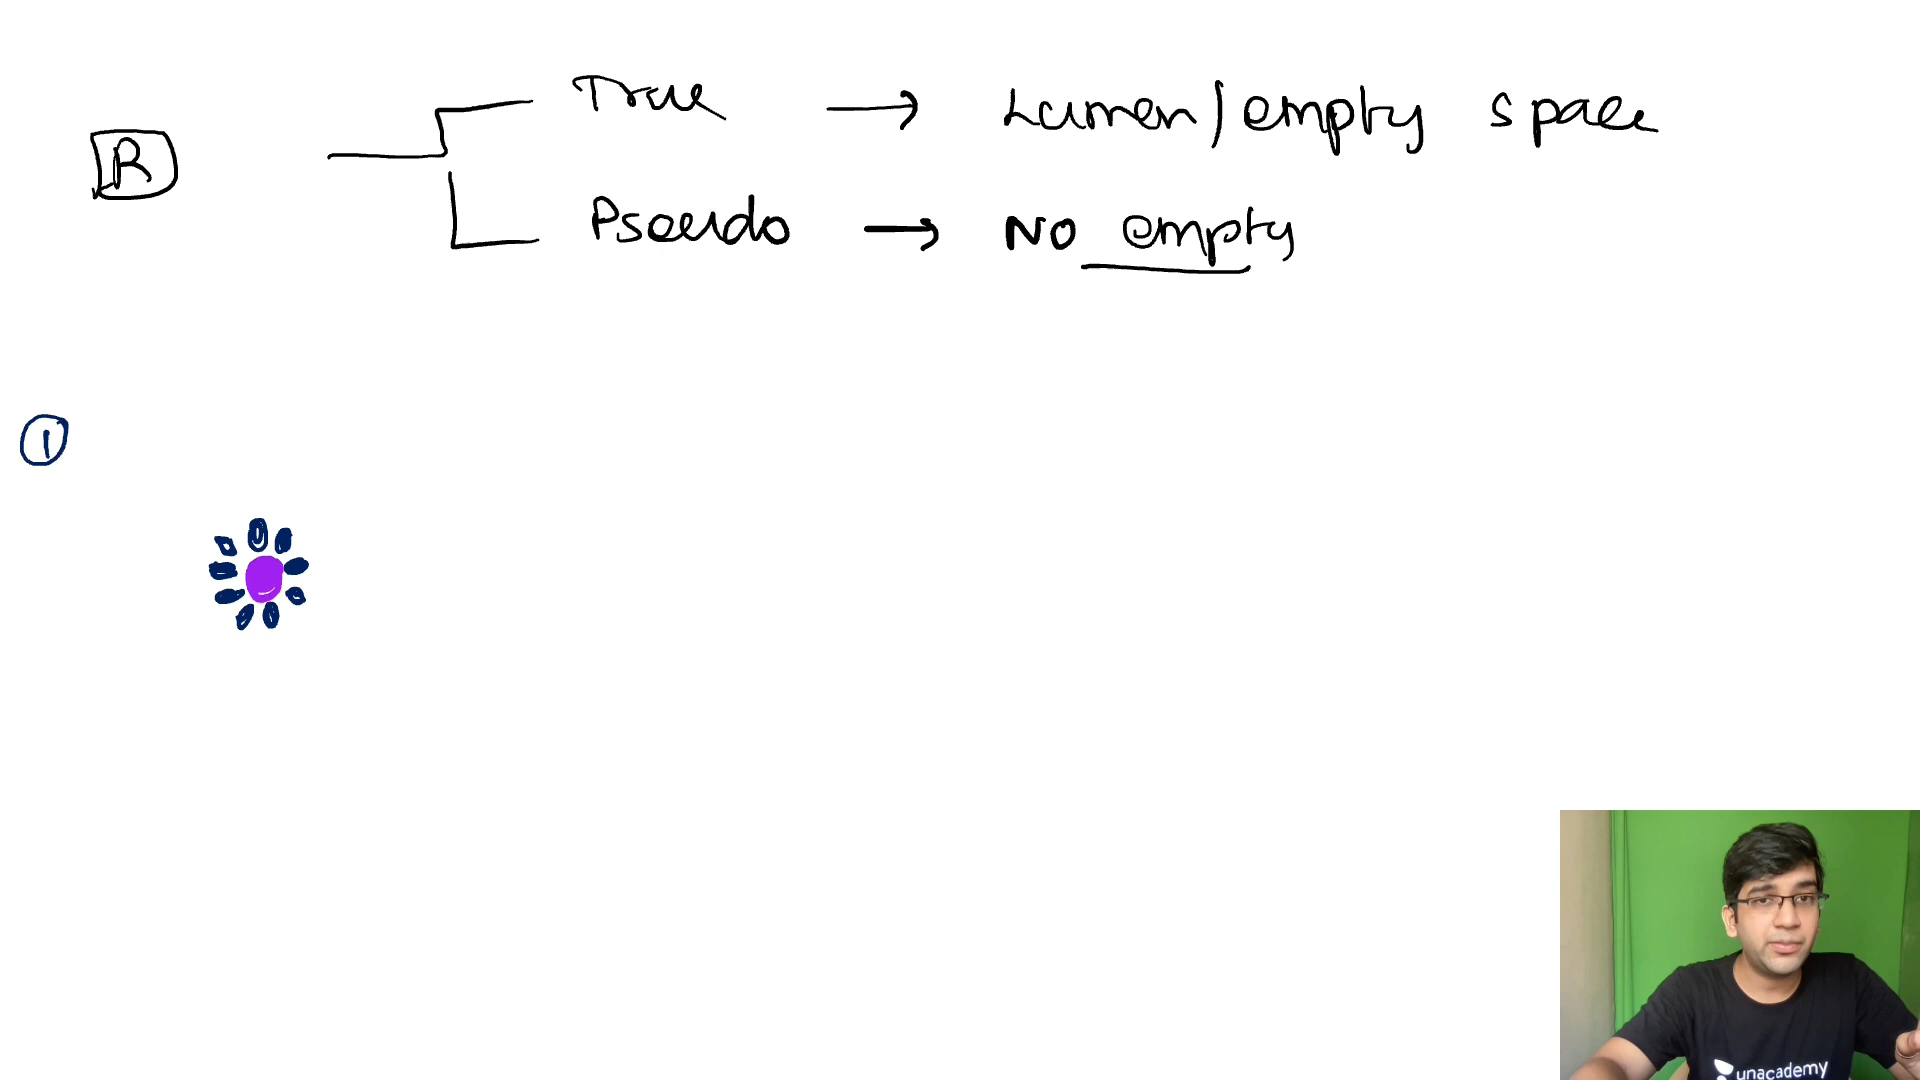 R
True → Lumen/empty space
Pseudo → NO empty
1
unacademy